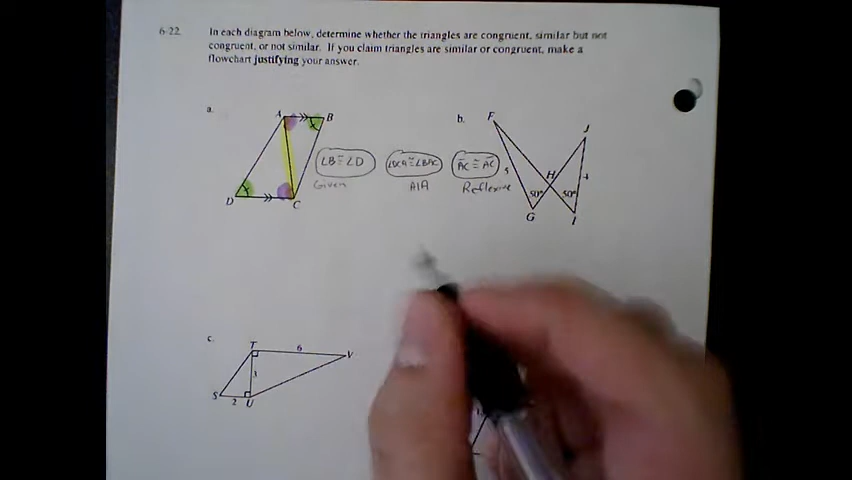 6-22. In each diagram below, determine whether the triangles are congruent, similar but not
congruent, or not similar. If you claim triangles are similar or congruent, make a
flowchart justifying your answer.
a.
A
B
D
C
x
x
∠B ≅ ∠D
Given
∠DCA ≅ ∠BAC
AIA
AC ≅ AC
Reflexive
b.
F
J
5
H
4
50°
50°
G
I
c.
T
6
V
3
S
2
U